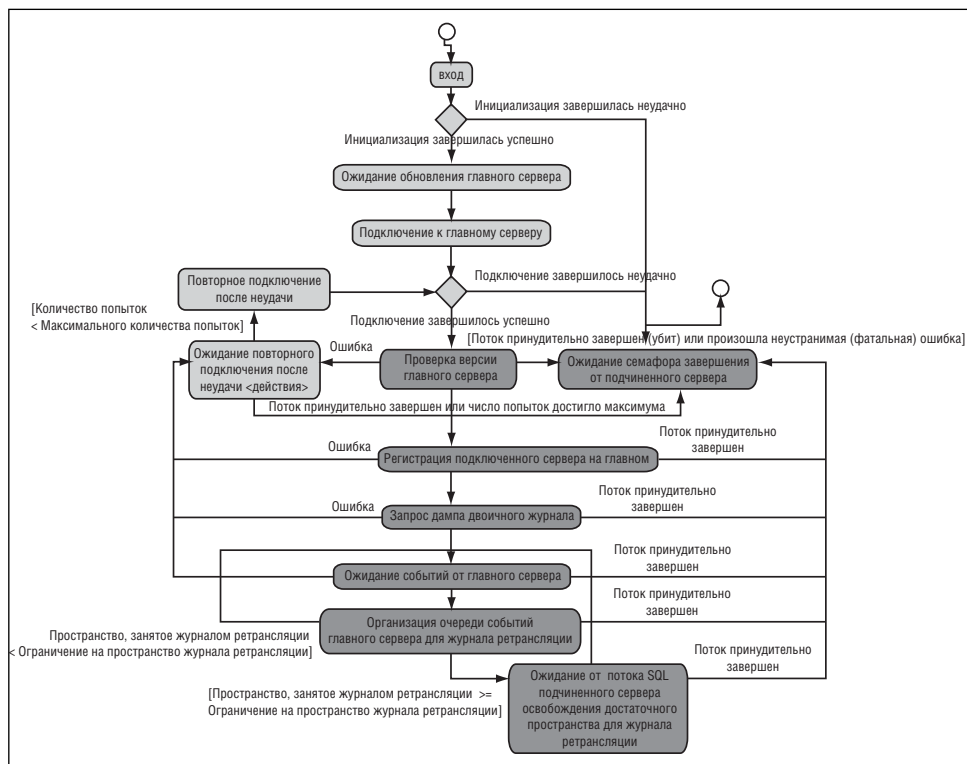 вход
Инициализация завершилась неудачно
Инициализация завершилась успешно
Ожидание обновления главного сервера
Подключение к главному серверу
Повторное подключение
после неудачи
Подключение завершилось неудачно
[Количество попыток
< Максимального количества попыток]
Подключение завершилось успешно
[Поток принудительно завершен (убит) или произошла неустранимая (фатальная) ошибка]
Ожидание повторного
подключения после
неудачи <действия>
Ошибка
Проверка версии
главного сервера
Ожидание семафора завершения
от подчиненного сервера
Поток принудительно завершен или число попыток достигло максимума
Ошибка
Регистрация подключенного сервера на главном
Поток принудительно
завершен
Ошибка
Запрос дампа двоичного журнала
Поток принудительно
завершен
Ожидание событий от главного сервера
Поток принудительно
завершен
Организация очереди событий
главного сервера для журнала ретрансляции
Поток принудительно
завершен
Пространство, занятое журналом ретрансляции
< Ограничение на пространство журнала ретрансляции]
[Пространство, занятое журналом ретрансляции >=
Ограничение на пространство журнала ретрансляции]
Ожидание от потока SQL
подчиненного сервера
освобождения достаточного
пространства для журнала
ретрансляции
Поток принудительно
завершен